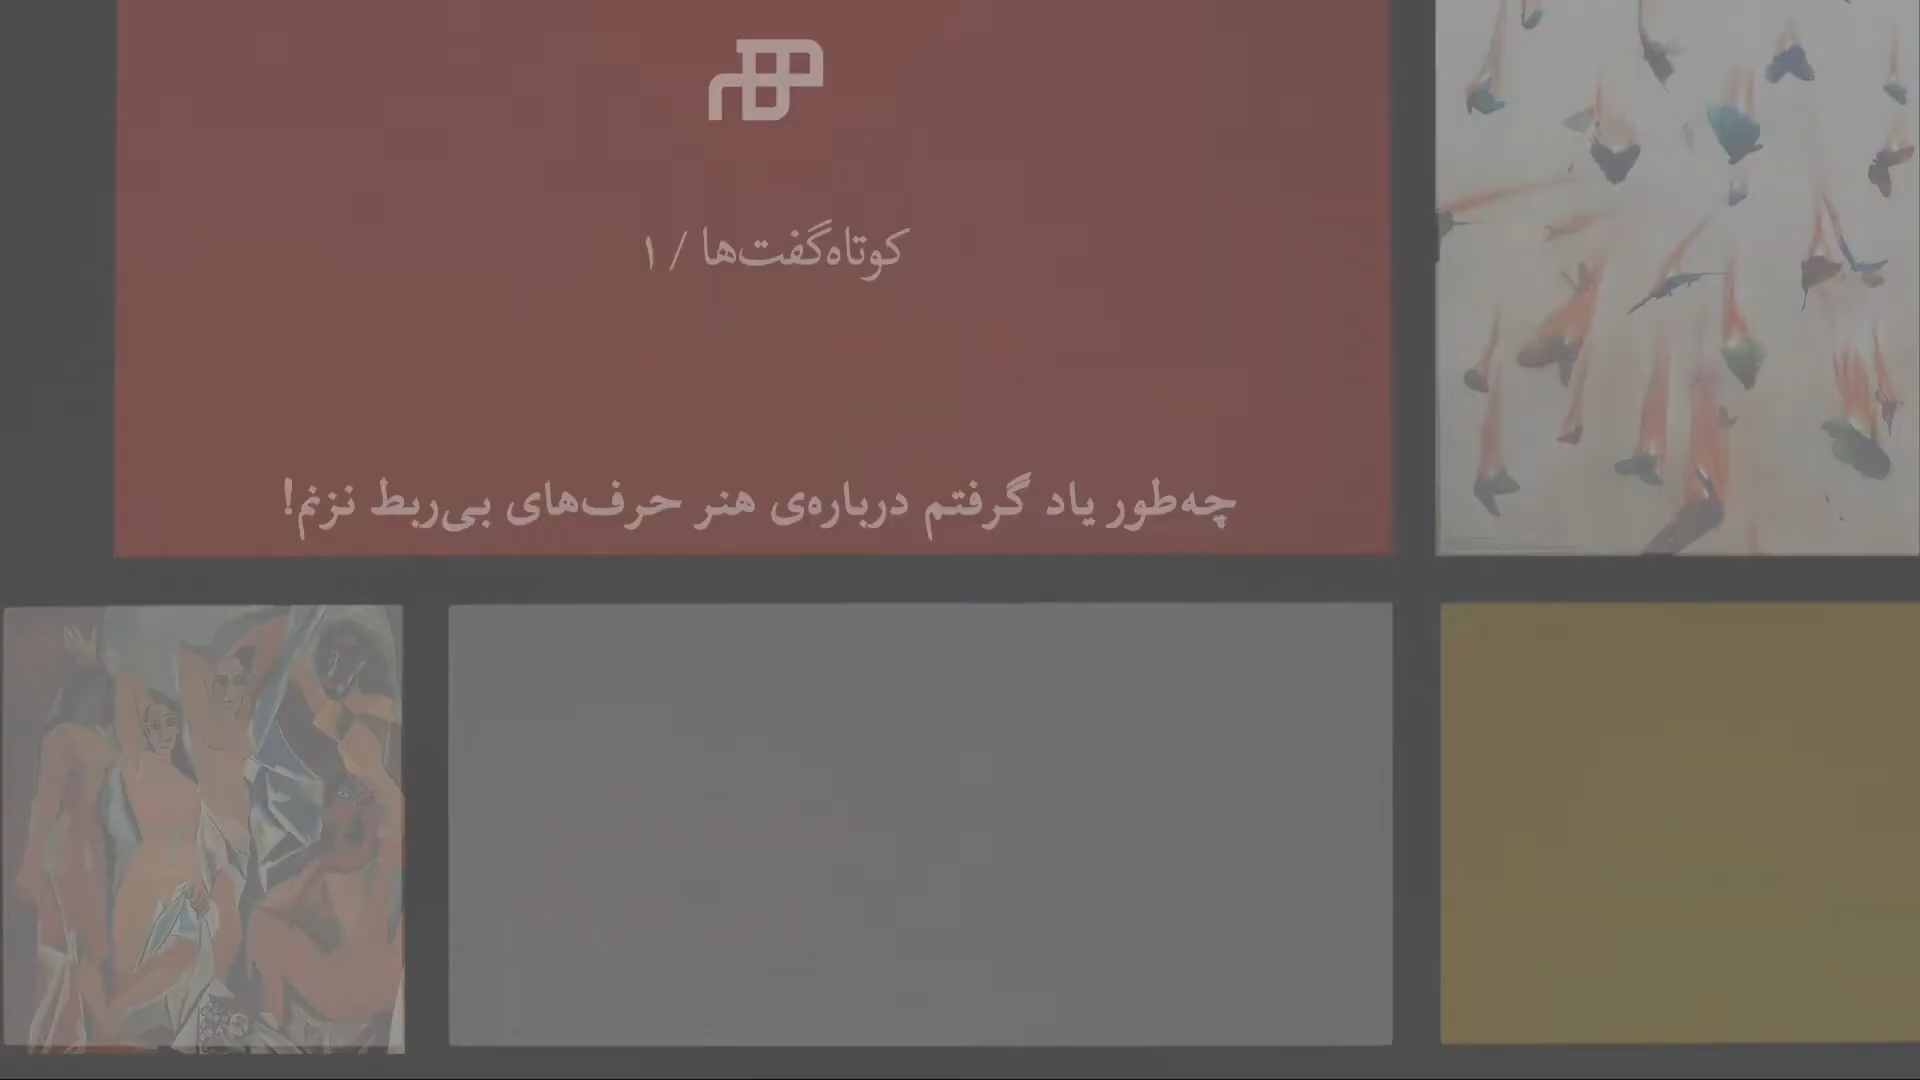 کوتاه‌گفت‌ها / ۱
چه‌طور یاد گرفتم درباره‌ی هنر حرف‌های بی‌ربط نزنم!